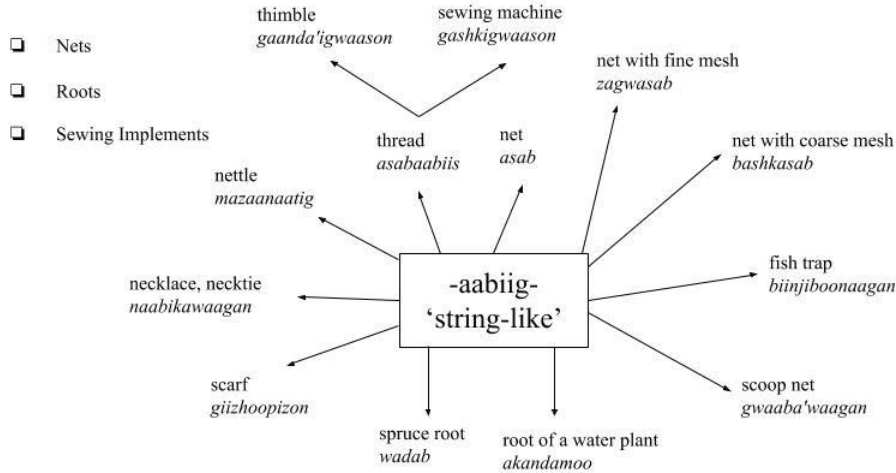 Nets
Roots
Sewing Implements
thimble
gaanda'igwaason
sewing machine
gashkigwaason
net with fine mesh
zagwasab
thread
asabaabiis
net
asab
net with coarse mesh
bashkasab
nettle
mazaanaatig
-aabiig-
‘string-like’
fish trap
biinjiboonaagan
necklace, necktie
naabikawaagan
scarf
giizhoopizon
scoop net
gwaaba'waagan
spruce root
wadab
root of a water plant
akandamoo